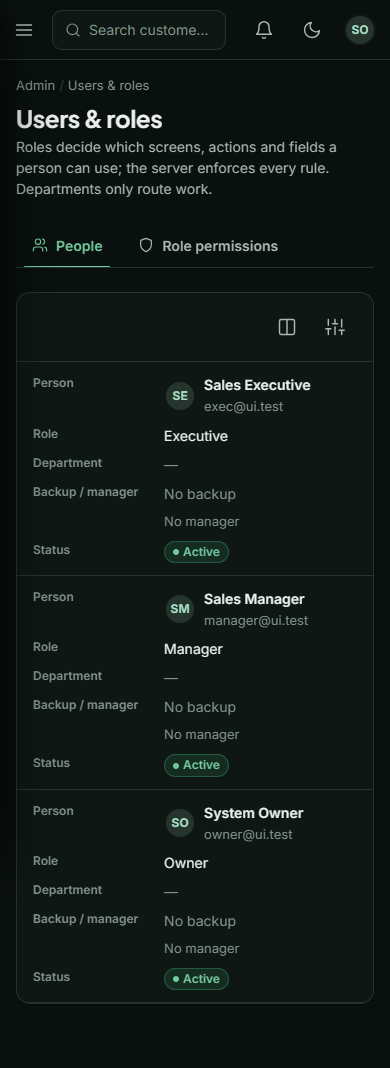 Search custome...
SO
Admin / Users & roles
Users & roles
Roles decide which screens, actions and fields a
person can use; the server enforces every rule.
Departments only route work.
People
Role permissions
Person
SE
Sales Executive
exec@ui.test
Role
Executive
Department
—
Backup / manager
No backup
No manager
Status
Active
Person
SM
Sales Manager
manager@ui.test
Role
Manager
Department
—
Backup / manager
No backup
No manager
Status
Active
Person
SO
System Owner
owner@ui.test
Role
Owner
Department
—
Backup / manager
No backup
No manager
Status
Active